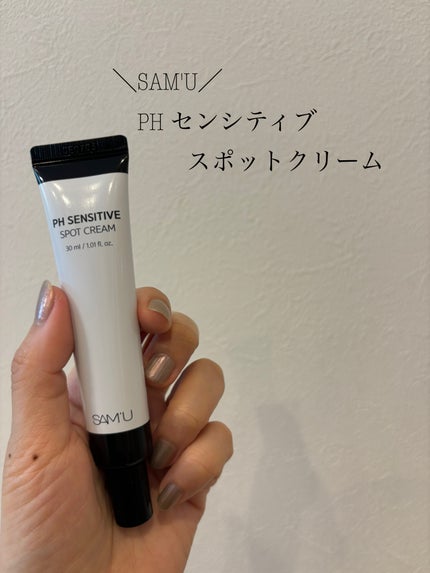 ＼SAM'U／
PH センシティブ
スポットクリーム
PH SENSITIVE
SPOT CREAM
30 ml / 1.01 fl. oz.
SAM'U